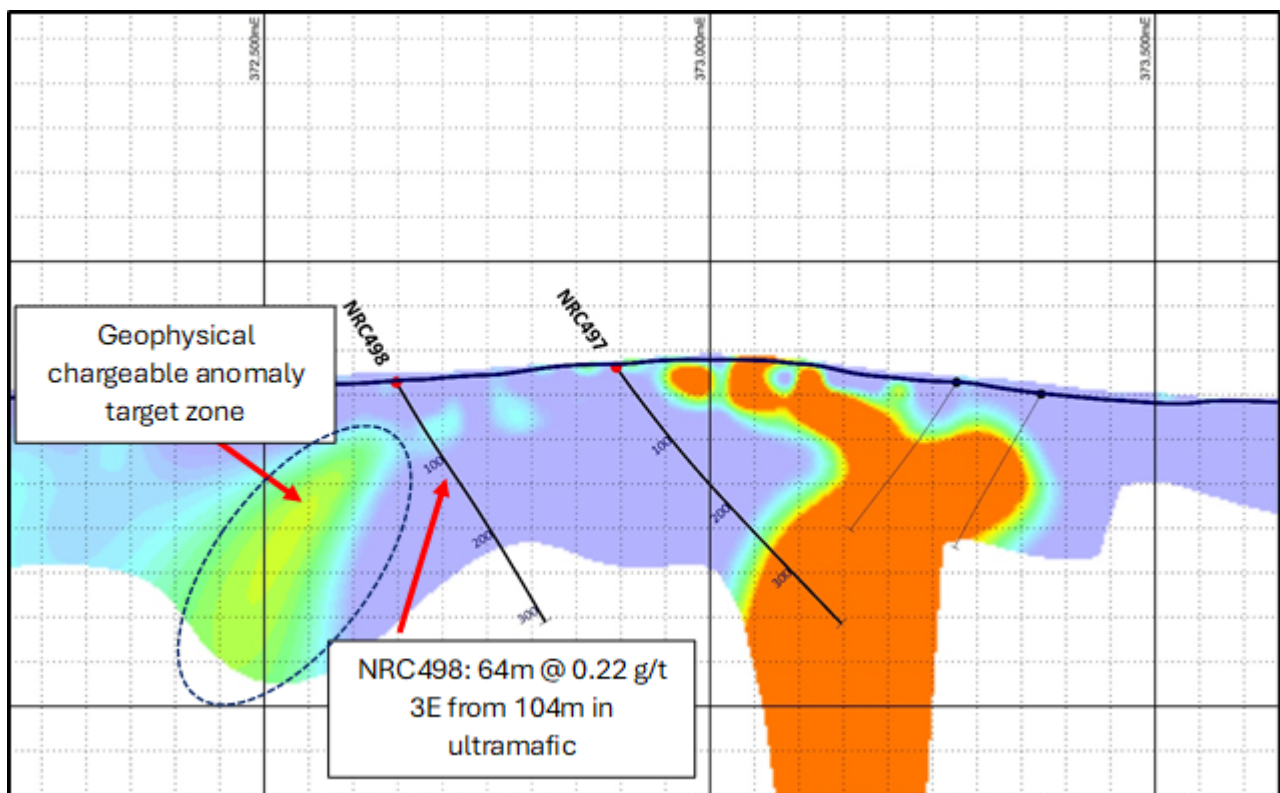 372,500mE
373,000mE
373,500mE
NRC498
NRC497
Geophysical
chargeable anomaly
target zone
100
200
300
100
200
300
NRC498: 64m @ 0.22 g/t
3E from 104m in
ultramafic